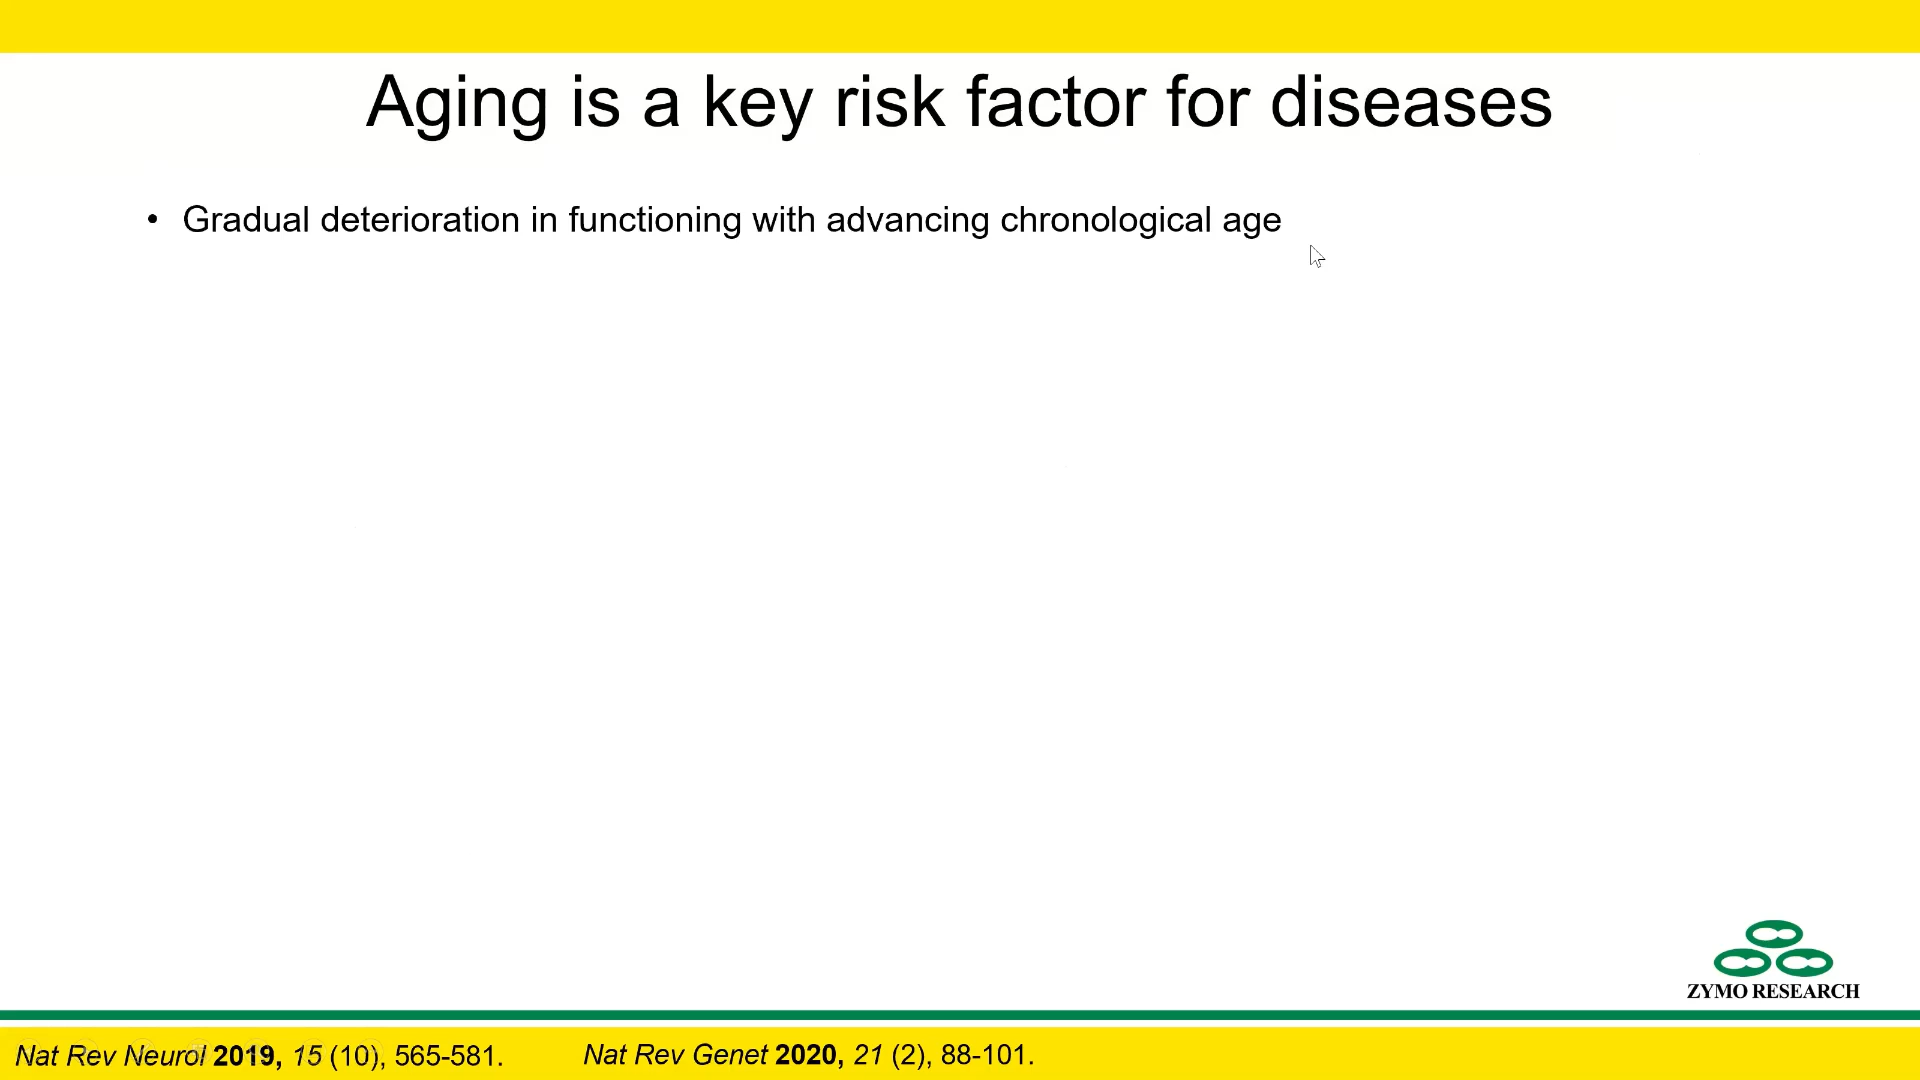 Aging is a key risk factor for diseases
• Gradual deterioration in functioning with advancing chronological age
ZYMO RESEARCH
Nat Rev Neurol 2019, 15 (10), 565-581.
Nat Rev Genet 2020, 21 (2), 88-101.